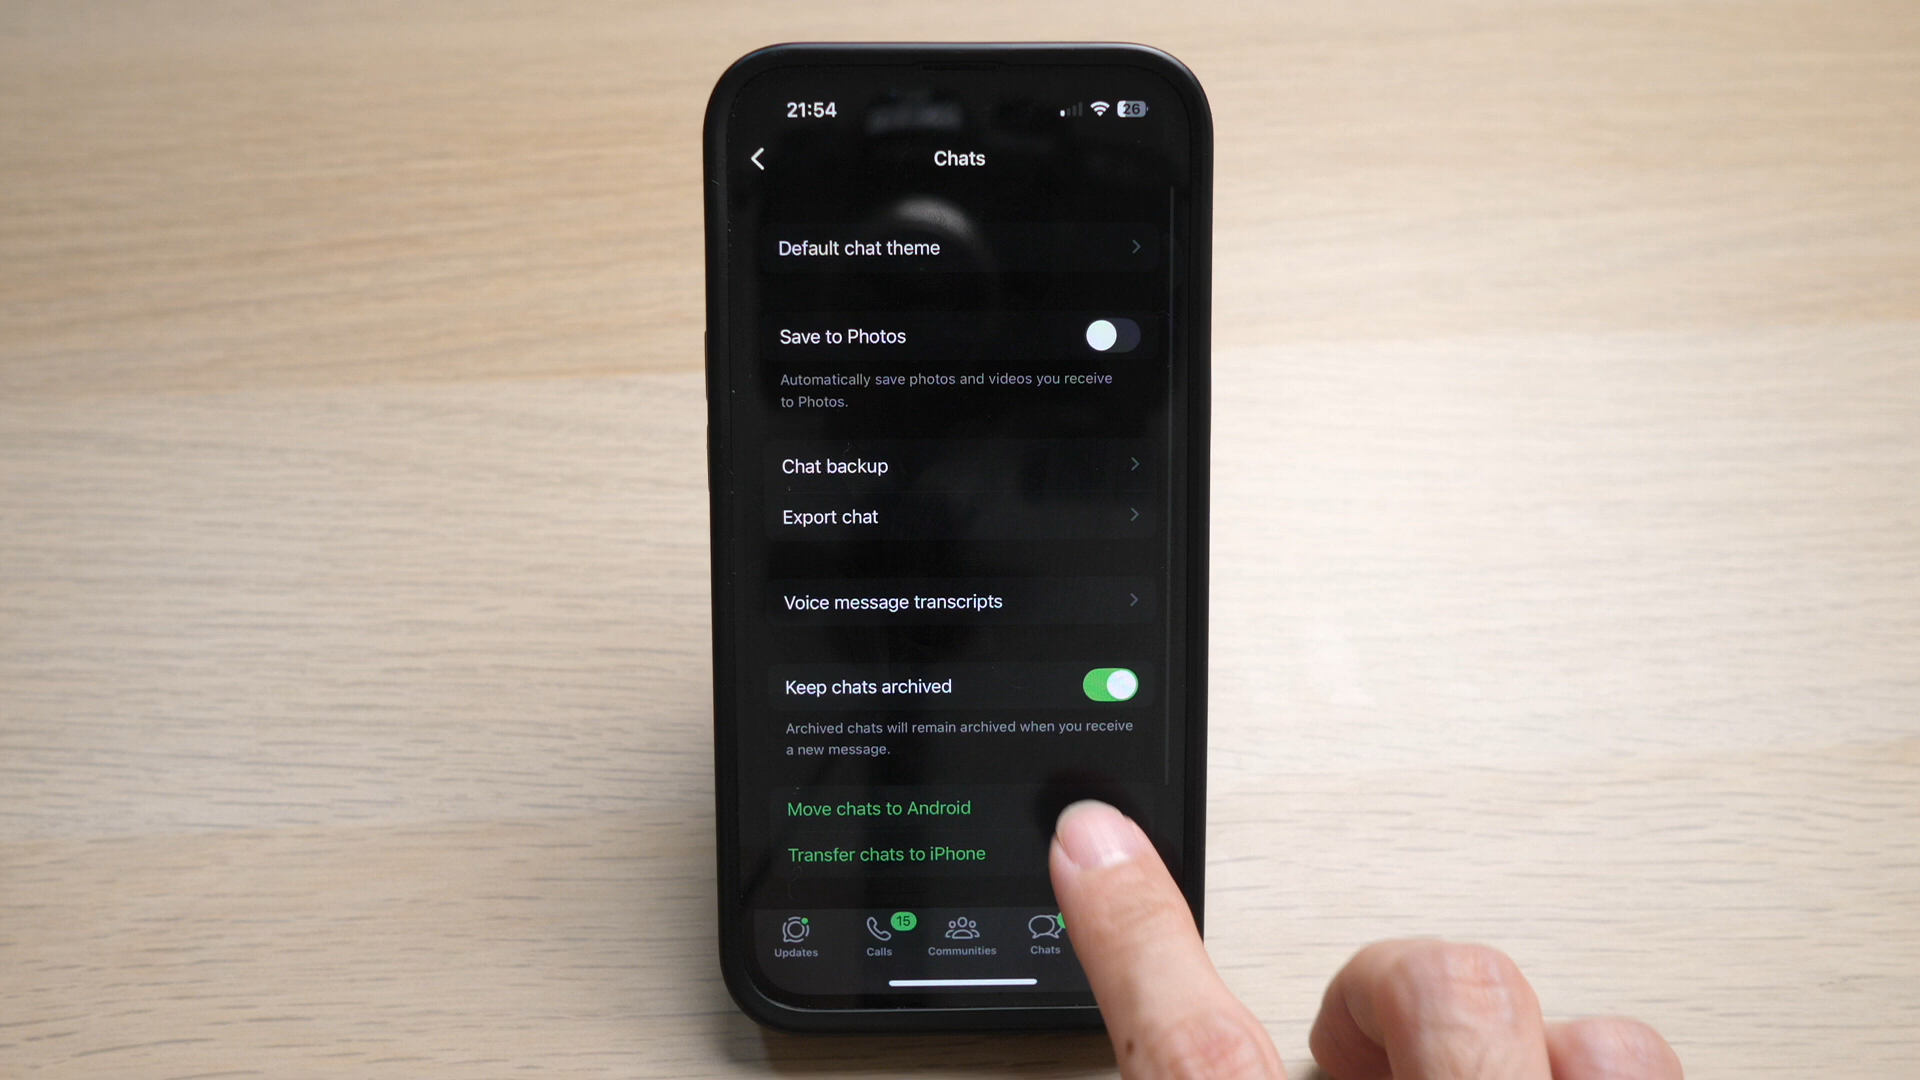 21:54
26
Chats
Default chat theme
Save to Photos
Automatically save photos and videos you receive
to Photos.
Chat backup
Export chat
Voice message transcripts
Keep chats archived
Archived chats will remain archived when you receive
a new message.
Move chats to Android
Transfer chats to iPhone
15
Updates
Calls
Communities
Chats